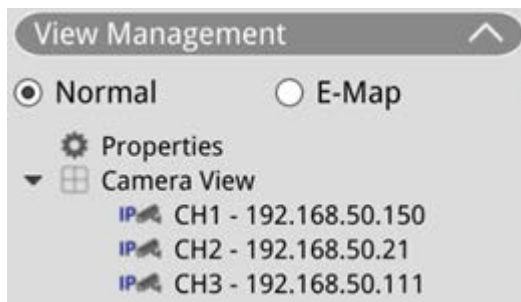 View Management
Normal E-Map
Properties
Camera View
IP CH1 - 192.168.50.150
IP CH2 - 192.168.50.21
IP CH3 - 192.168.50.111